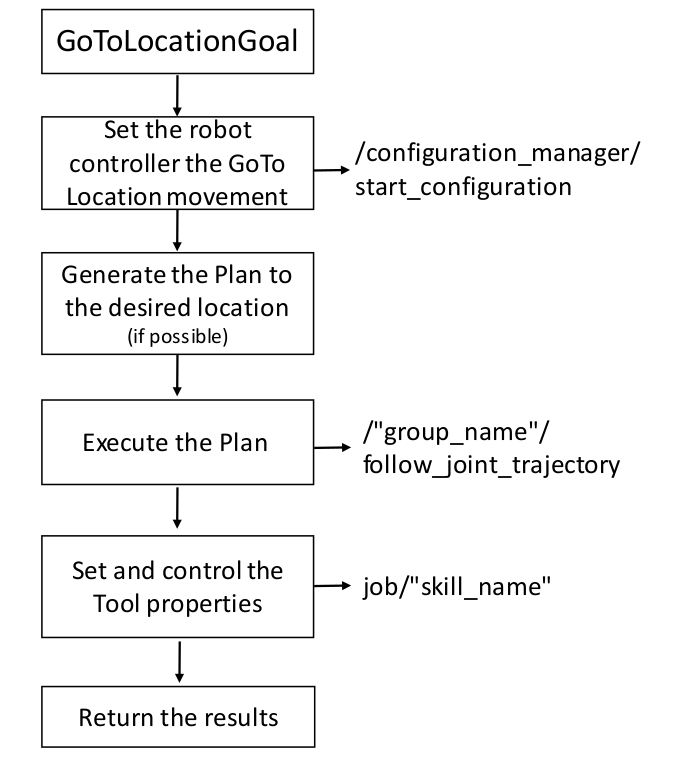 GoToLocationGoal
Set the robot
controller the GoTo
Location movement
/configuration_manager/
start_configuration
Generate the Plan to
the desired location
(if possible)
Execute the Plan
/"group_name"/
follow_joint_trajectory
Set and control the
Tool properties
job/"skill_name"
Return the results